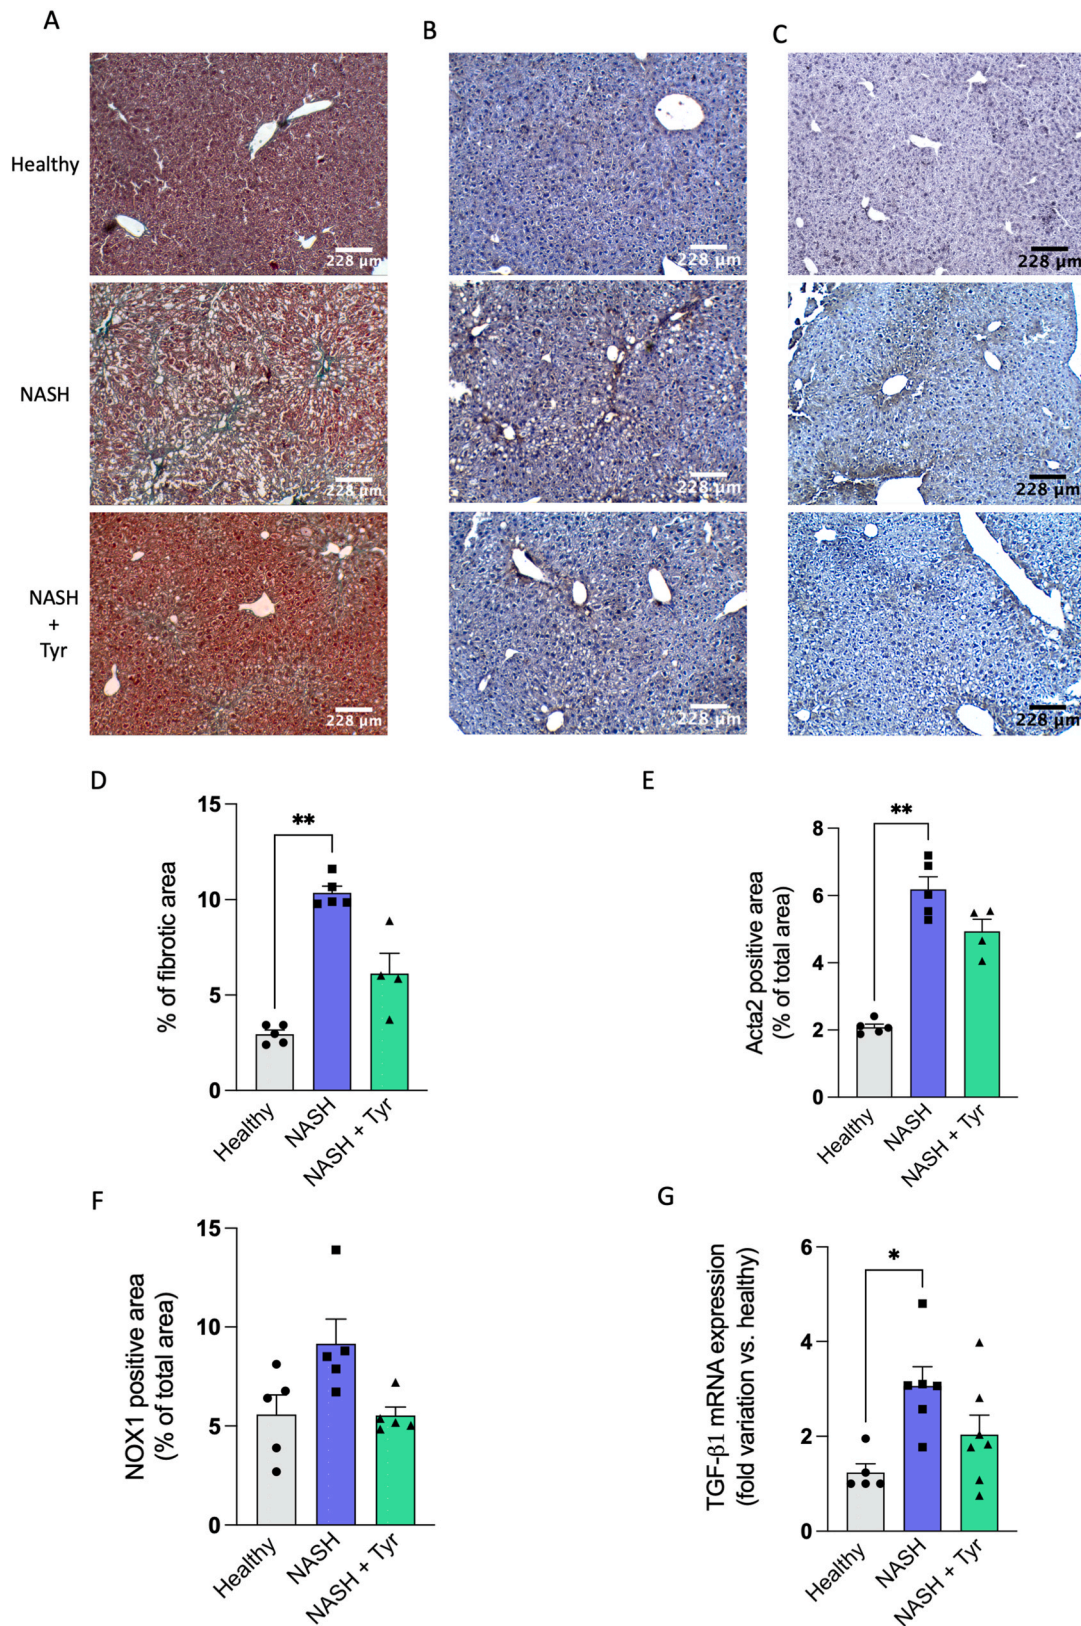 A
B
C
Healthy
228 µm
228 µm
228 µm
NASH
228 µm
228 µm
228 µm
NASH
+
Tyr
228 µm
228 µm
228 µm
D
15
10
5
0
% of fibrotic area
**
Healthy
NASH
NASH + Tyr
E
8
6
4
2
0
Acta2 positive area
(% of total area)
**
Healthy
NASH
NASH + Tyr
F
15
10
5
0
NOX1 positive area
(% of total area)
Healthy
NASH
NASH + Tyr
G
6
4
2
0
TGF-β1 mRNA expression
(fold variation vs. healthy)
*
Healthy
NASH
NASH + Tyr